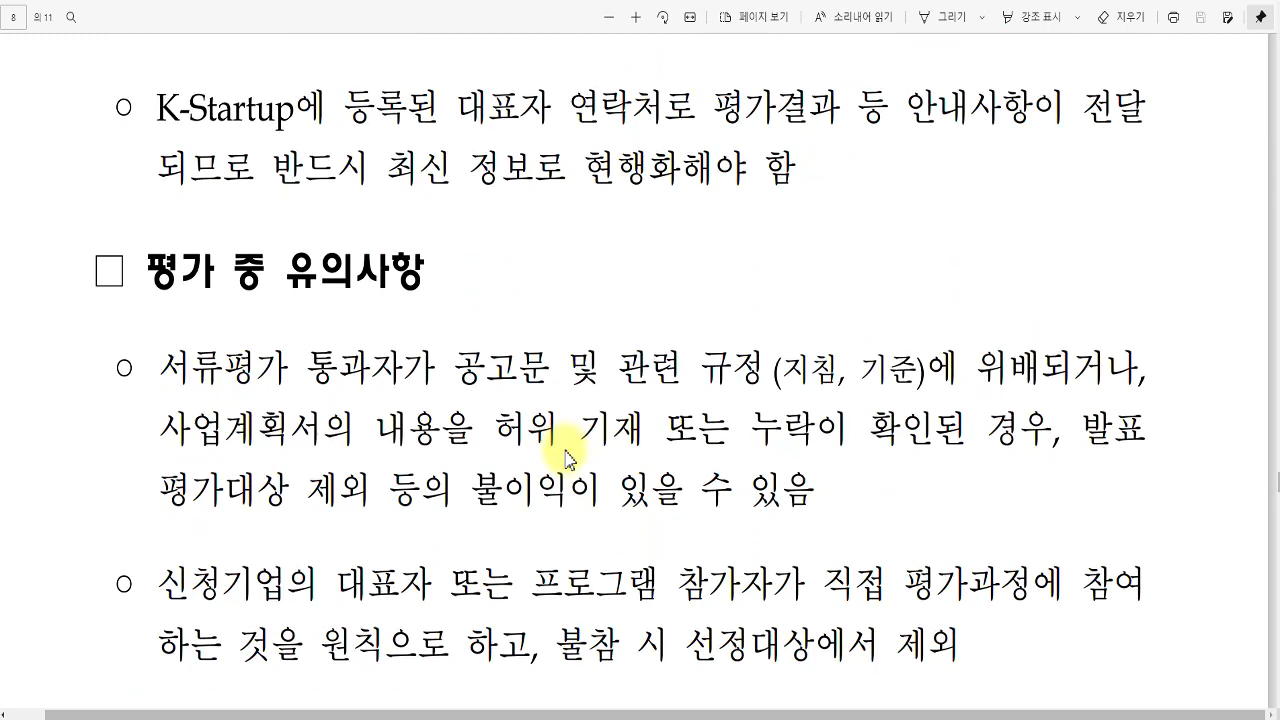 8 의 11 페이지 보기 소리내어 읽기 그리기 강조 표시 지우기
○ K-Startup에 등록된 대표자 연락처로 평가결과 등 안내사항이 전달
되므로 반드시 최신 정보로 현행화해야 함
□ 평가 중 유의사항
○ 서류평가 통과자가 공고문 및 관련 규정(지침, 기준)에 위배되거나,
사업계획서의 내용을 허위 기재 또는 누락이 확인된 경우, 발표
평가대상 제외 등의 불이익이 있을 수 있음
○ 신청기업의 대표자 또는 프로그램 참가자가 직접 평가과정에 참여
하는 것을 원칙으로 하고, 불참 시 선정대상에서 제외